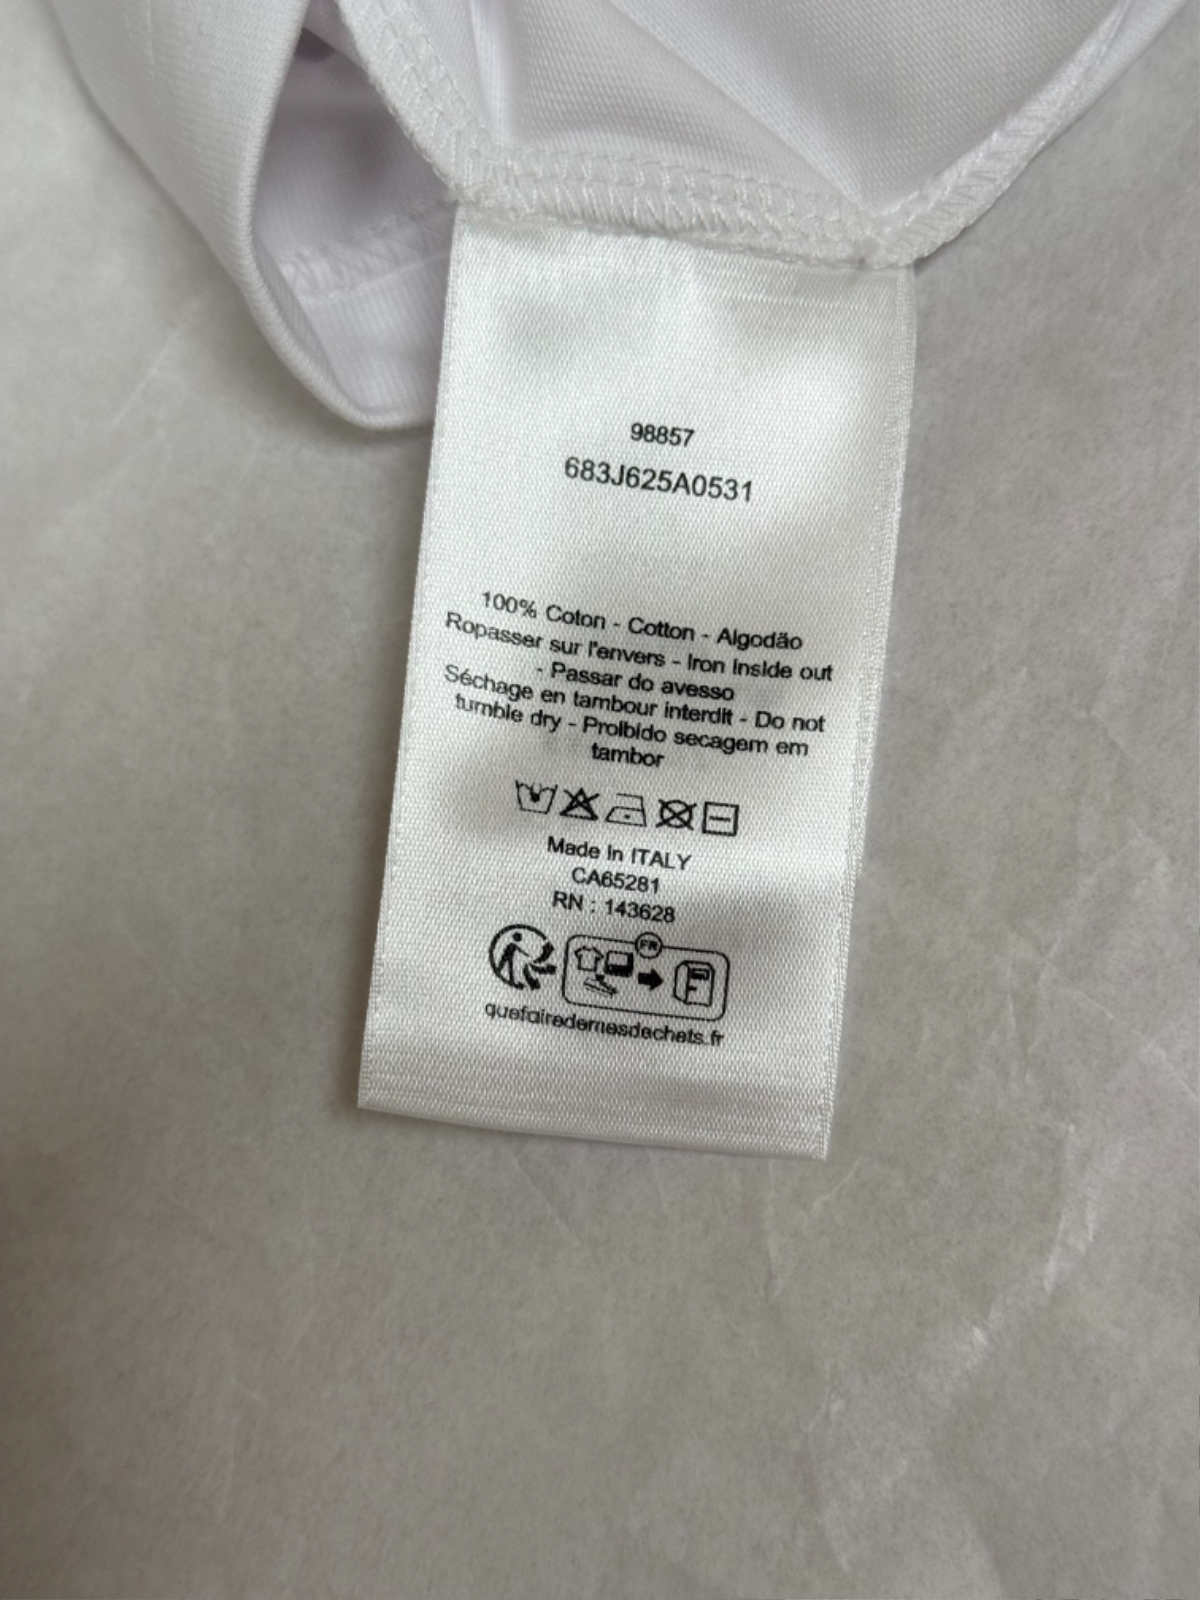 98857
683J625A0531
100% Coton - Cotton - Algodão
Ropasser sur l'envers - Iron inside out
- Passar do avesso
Séchage en tambour interdit - Do not
tumble dry - Proibido secagem em
tambor
Made In ITALY
CA65281
RN : 143628
FR
F
quefairedemesdechets.fr